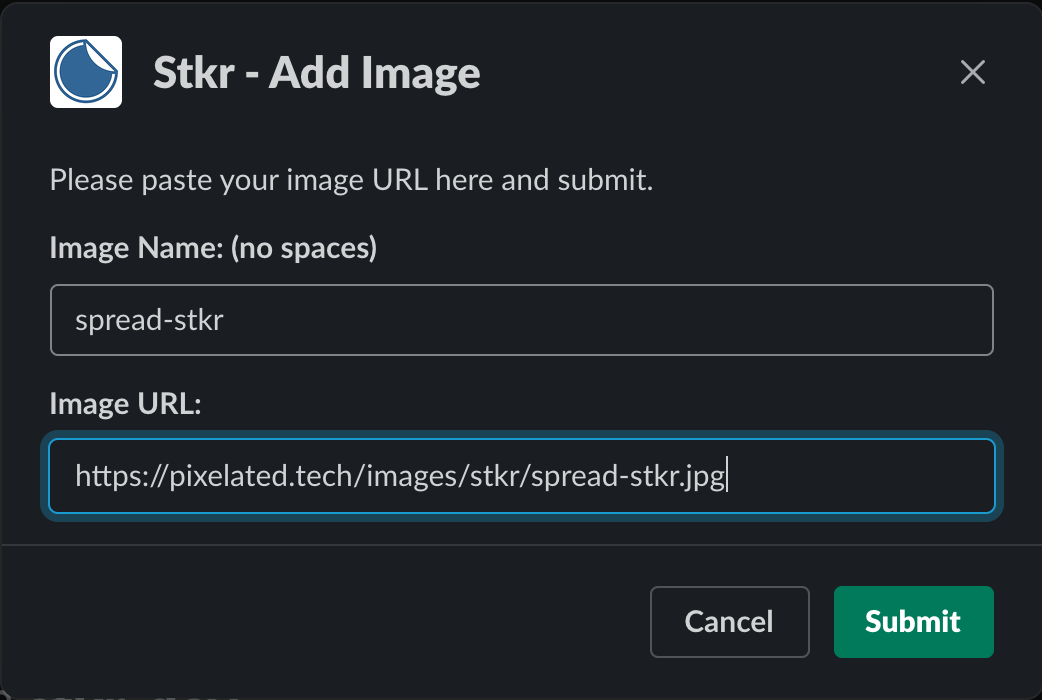 Stkr - Add Image
Please paste your image URL here and submit.
Image Name: (no spaces)
spread-stkr
Image URL:
https://pixelated.tech/images/stkr/spread-stkr.jpg
Cancel
Submit